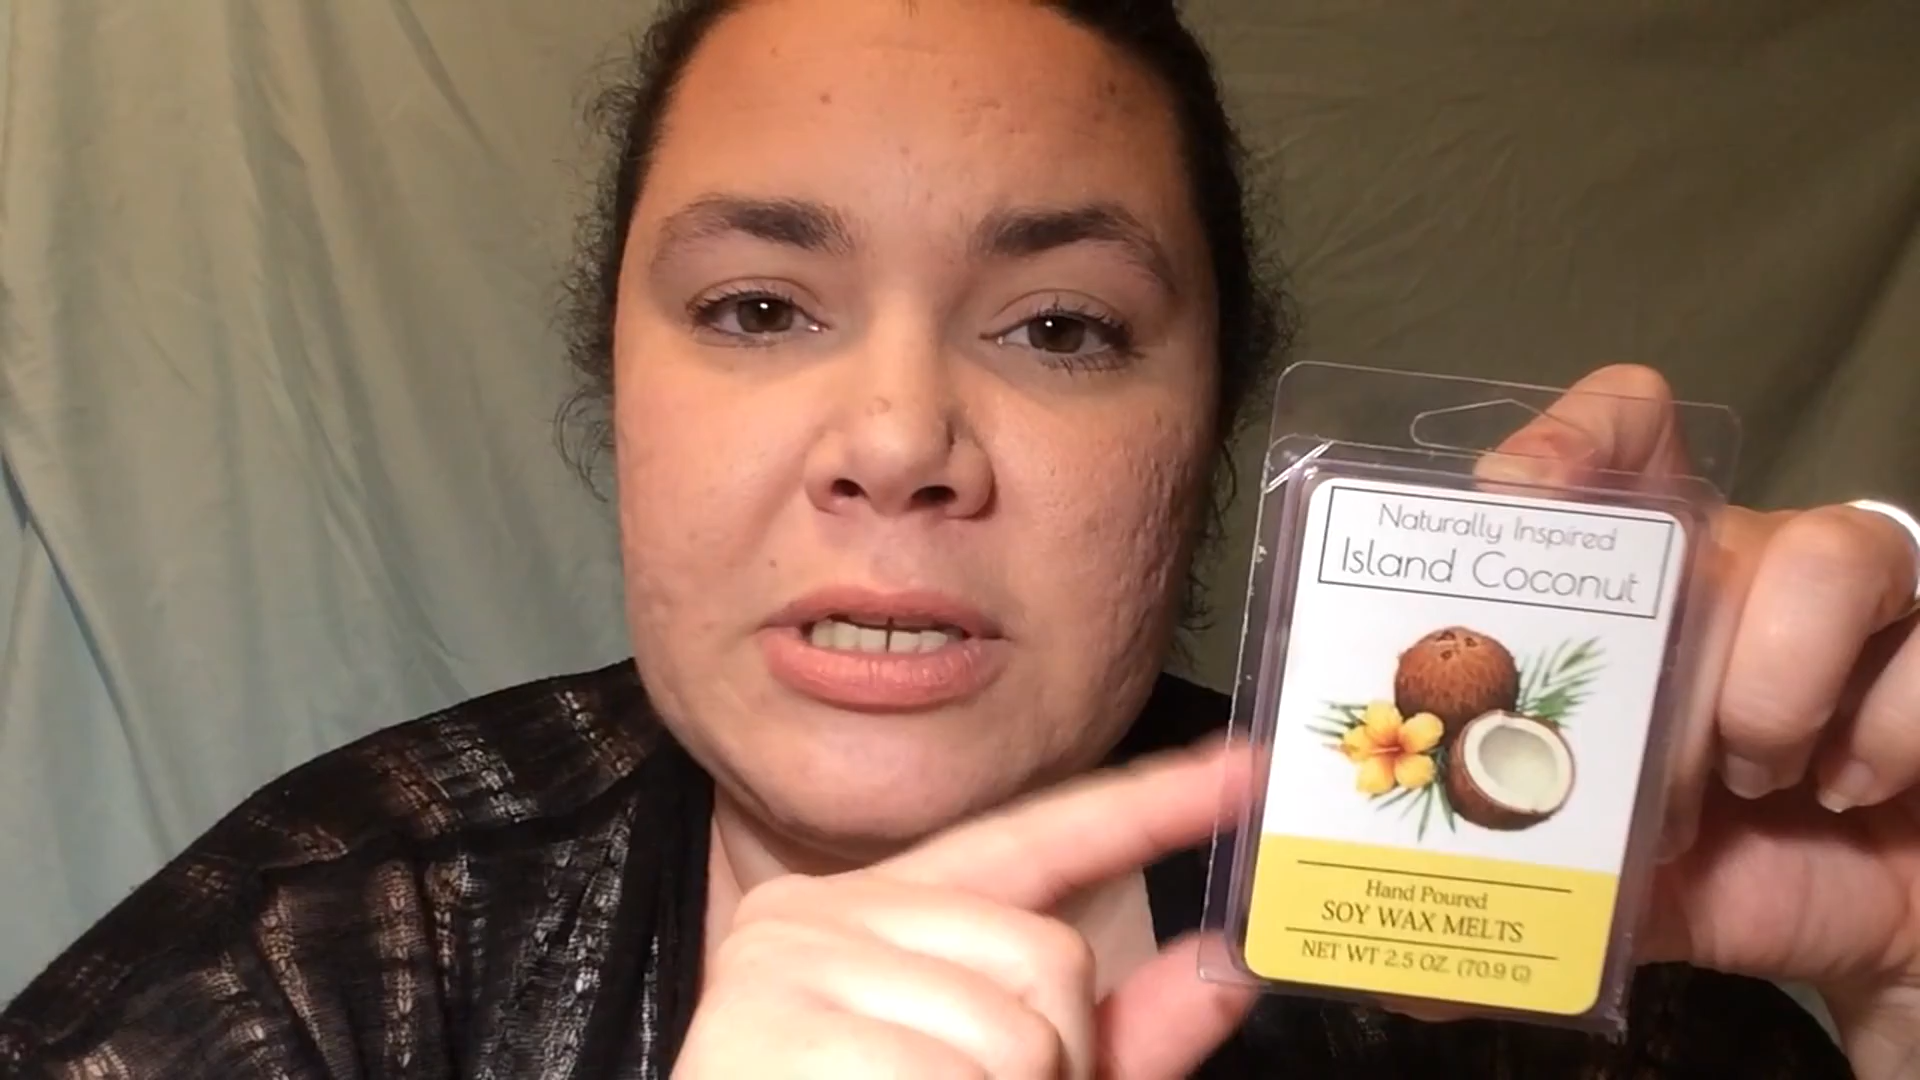 Naturally Inspired
Island Coconut
Hand Poured
SOY WAX MELTS
NET WT 2.5 OZ. (70.9 G)